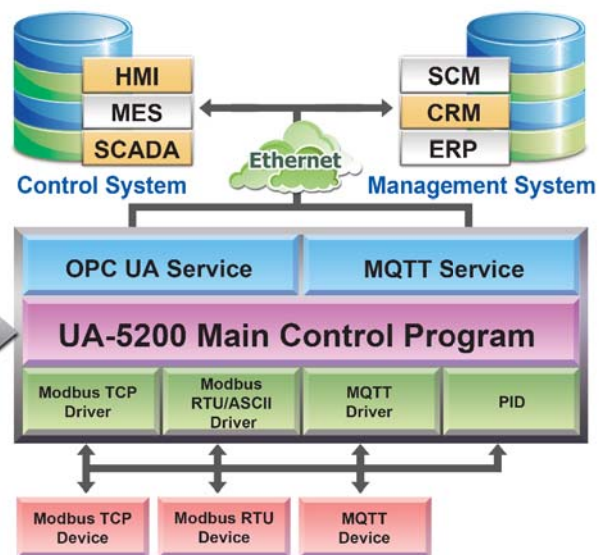 HMI
MES
SCADA
Control System
SCM
CRM
ERP
Management System
Ethernet
OPC UA Service
MQTT Service
UA-5200 Main Control Program
Modbus TCP
Driver
Modbus
RTU/ASCII
Driver
MQTT
Driver
PID
Modbus TCP
Device
Modbus RTU
Device
MQTT
Device